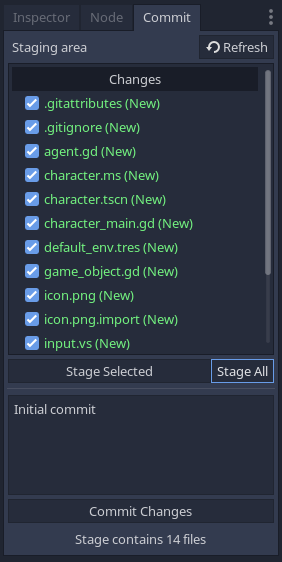 Inspector Node Commit
Staging area Refresh
Changes
.gitattributes (New)
.gitignore (New)
agent.gd (New)
character.ms (New)
character.tscn (New)
character_main.gd (New)
default_env.tres (New)
game_object.gd (New)
icon.png (New)
icon.png.import (New)
input.vs (New)
Stage Selected Stage All
Initial commit
Commit Changes
Stage contains 14 files